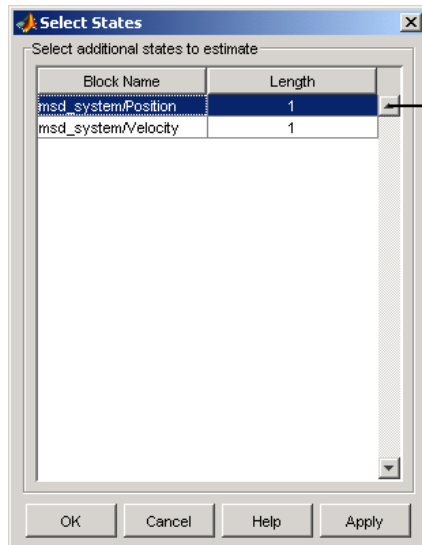 Select States
Select additional states to estimate
Block Name Length
msd_system/Position 1
msd_system/Velocity 1
OK Cancel Help Apply